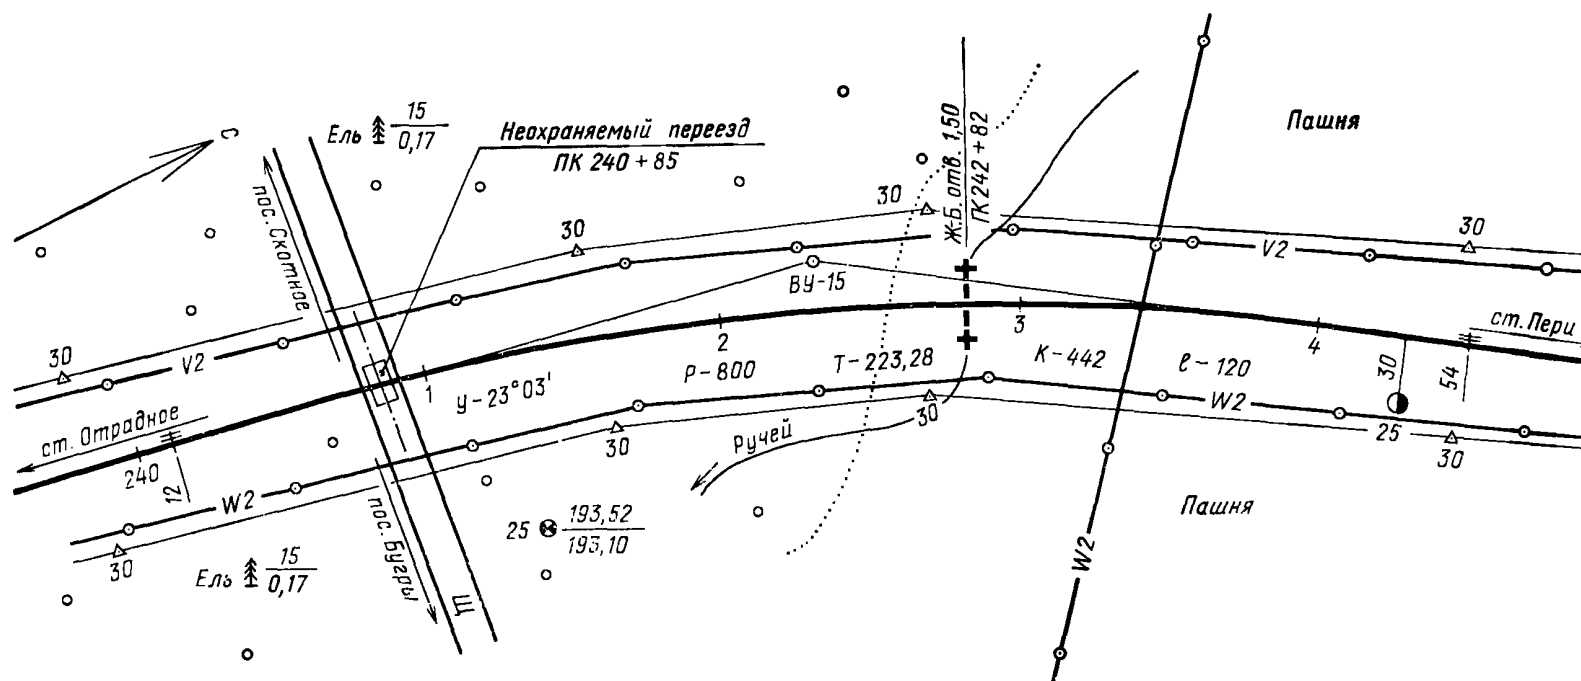 С
Ель 15
0,17
Неохраняемый переезд
ПК 240 + 85
Ж.-Б. отв. 1,50
ПК 242 + 82
Пашня
пос. Скотное
30
30
30
30
V2
V2
ВУ-15
1
2
3
4
ст. Пери
У-23°03'
Р-800
Т-223,28
К-442
ℓ-120
30
54
ст. Отрадное
240
12
W2
W2
30
30
30
25
30
Ручей
пос. Бугры
Щ
25 193,52
193,10
Ель 15
0,17
W2
Пашня